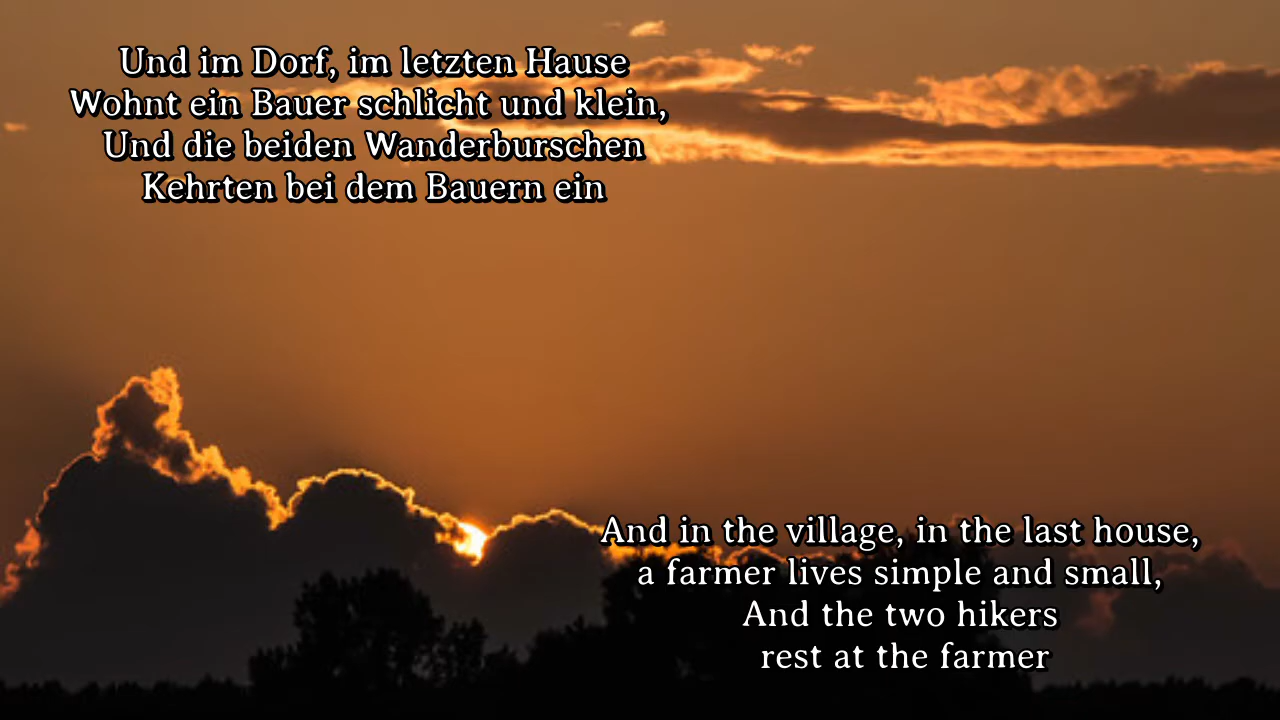 Und im Dorf, im letzten Hause
Wohnt ein Bauer schlicht und klein,
Und die beiden Wanderburschen
Kehrten bei dem Bauern ein
And in the village, in the last house,
a farmer lives simple and small,
And the two hikers
rest at the farmer